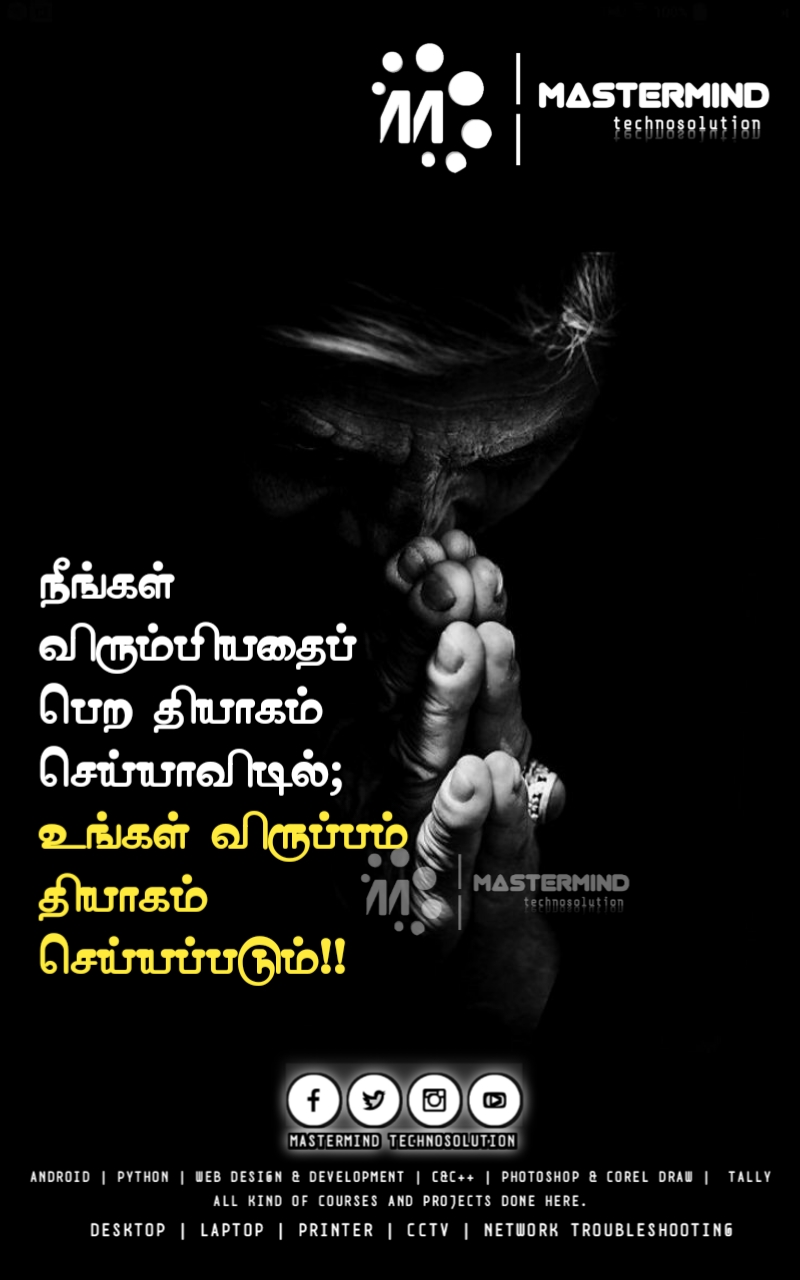 MASTERMIND
technosolution
நீங்கள்
விரும்பியதைப்
பெற தியாகம்
செய்யாவிடில்;
உங்கள் விருப்பம்
தியாகம்
செய்யப்படும்!!
MASTERMIND
technosolution
MASTERMIND TECHNOSOLUTION
ANDROID | PYTHON | WEB DESIGN & DEVELOPMENT | C&C++ | PHOTOSHOP & COREL DRAW | TALLY
ALL KIND OF COURSES AND PROJECTS DONE HERE.
DESKTOP | LAPTOP | PRINTER | CCTV | NETWORK TROUBLESHOOTING